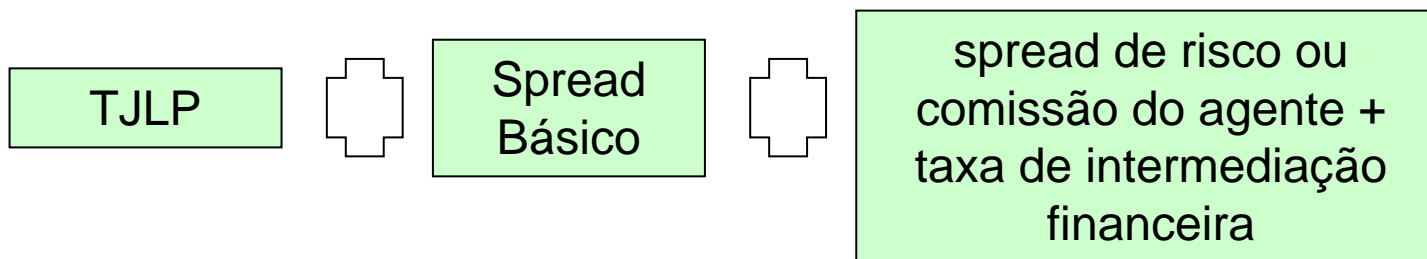 TJLP
Spread
Básico
spread de risco ou
comissão do agente +
taxa de intermediação
financeira